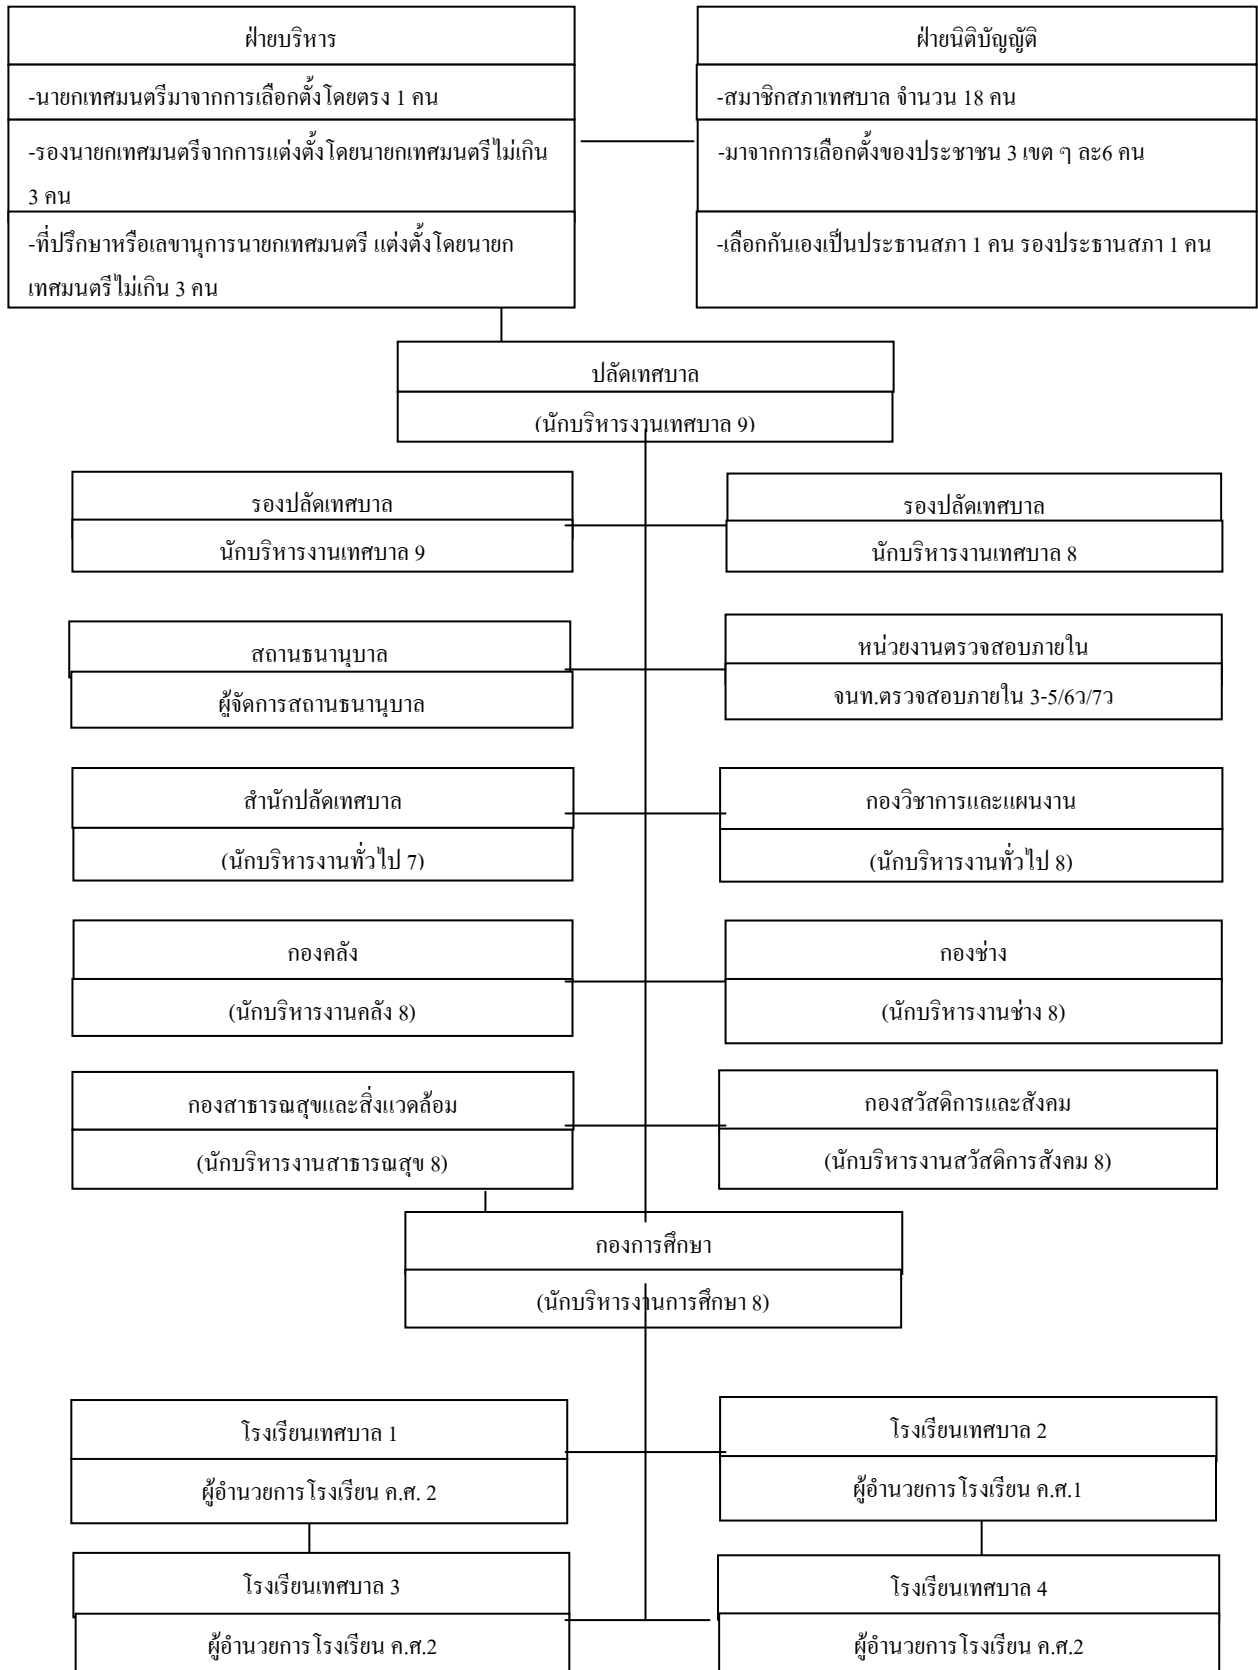 ฝ่ายบริหาร
-นายกเทศมนตรีมาจากการเลือกตั้งโดยตรง 1 คน
-รองนายกเทศมนตรีจากการแต่งตั้งโดยนายกเทศมนตรีไม่เกิน
3 คน
-ที่ปรึกษาหรือเลขานุการนายกเทศมนตรี แต่งตั้งโดยนายก
เทศมนตรีไม่เกิน 3 คน
ฝ่ายนิติบัญญัติ
-สมาชิกสภาเทศบาล จำนวน 18 คน
-มาจากการเลือกตั้งของประชาชน 3 เขต ๆ ละ6 คน
-เลือกกันเองเป็นประธานสภา 1 คน รองประธานสภา 1 คน
ปลัดเทศบาล
(นักบริหารงานเทศบาล 9)
รองปลัดเทศบาล
นักบริหารงานเทศบาล 9
รองปลัดเทศบาล
นักบริหารงานเทศบาล 8
สถานธนานุบาล
ผู้จัดการสถานธนานุบาล
หน่วยงานตรวจสอบภายใน
จนท.ตรวจสอบภายใน 3-5/6ว/7ว
สำนักปลัดเทศบาล
(นักบริหารงานทั่วไป 7)
กองวิชาการและแผนงาน
(นักบริหารงานทั่วไป 8)
กองคลัง
(นักบริหารงานคลัง 8)
กองช่าง
(นักบริหารงานช่าง 8)
กองสาธารณสุขและสิ่งแวดล้อม
(นักบริหารงานสาธารณสุข 8)
กองสวัสดิการและสังคม
(นักบริหารงานสวัสดิการสังคม 8)
กองการศึกษา
(นักบริหารงานการศึกษา 8)
โรงเรียนเทศบาล 1
ผู้อำนวยการโรงเรียน ค.ศ. 2
โรงเรียนเทศบาล 2
ผู้อำนวยการโรงเรียน ค.ศ.1
โรงเรียนเทศบาล 3
ผู้อำนวยการโรงเรียน ค.ศ.2
โรงเรียนเทศบาล 4
ผู้อำนวยการโรงเรียน ค.ศ.2